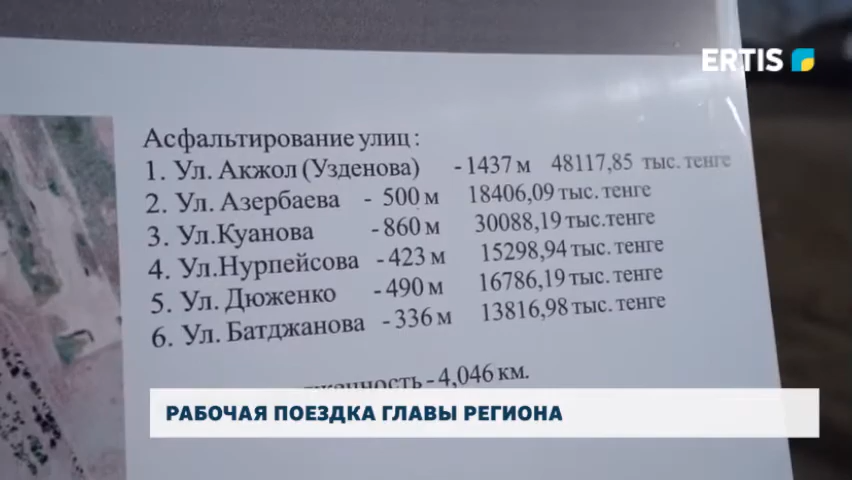 ERTIS
Асфальтирование улиц :
1. Ул. Акжол (Узденова) - 1437 м 48117,85 тыс. тенге
2. Ул. Азербаева - 500 м 18406,09 тыс. тенге
3. Ул.Куанова - 860 м 30088,19 тыс.тенге
4. Ул.Нурпейсова - 423 м 15298,94 тыс. тенге
5. Ул. Дюженко - 490 м 16786,19 тыс. тенге
6. Ул. Батджанова - 336 м 13816,98 тыс. тенге
- 4,046 км.
РАБОЧАЯ ПОЕЗДКА ГЛАВЫ РЕГИОНА